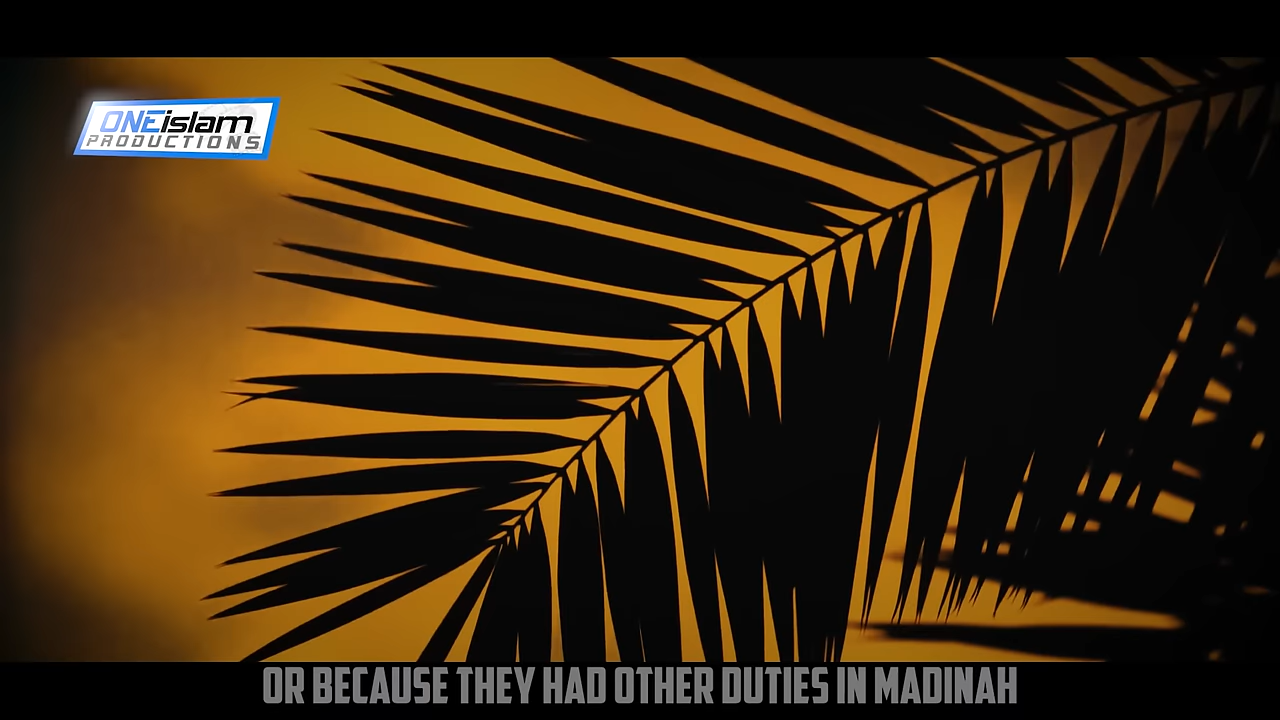 ONEislam
PRODUCTIONS
OR BECAUSE THEY HAD OTHER DUTIES IN MADINAH